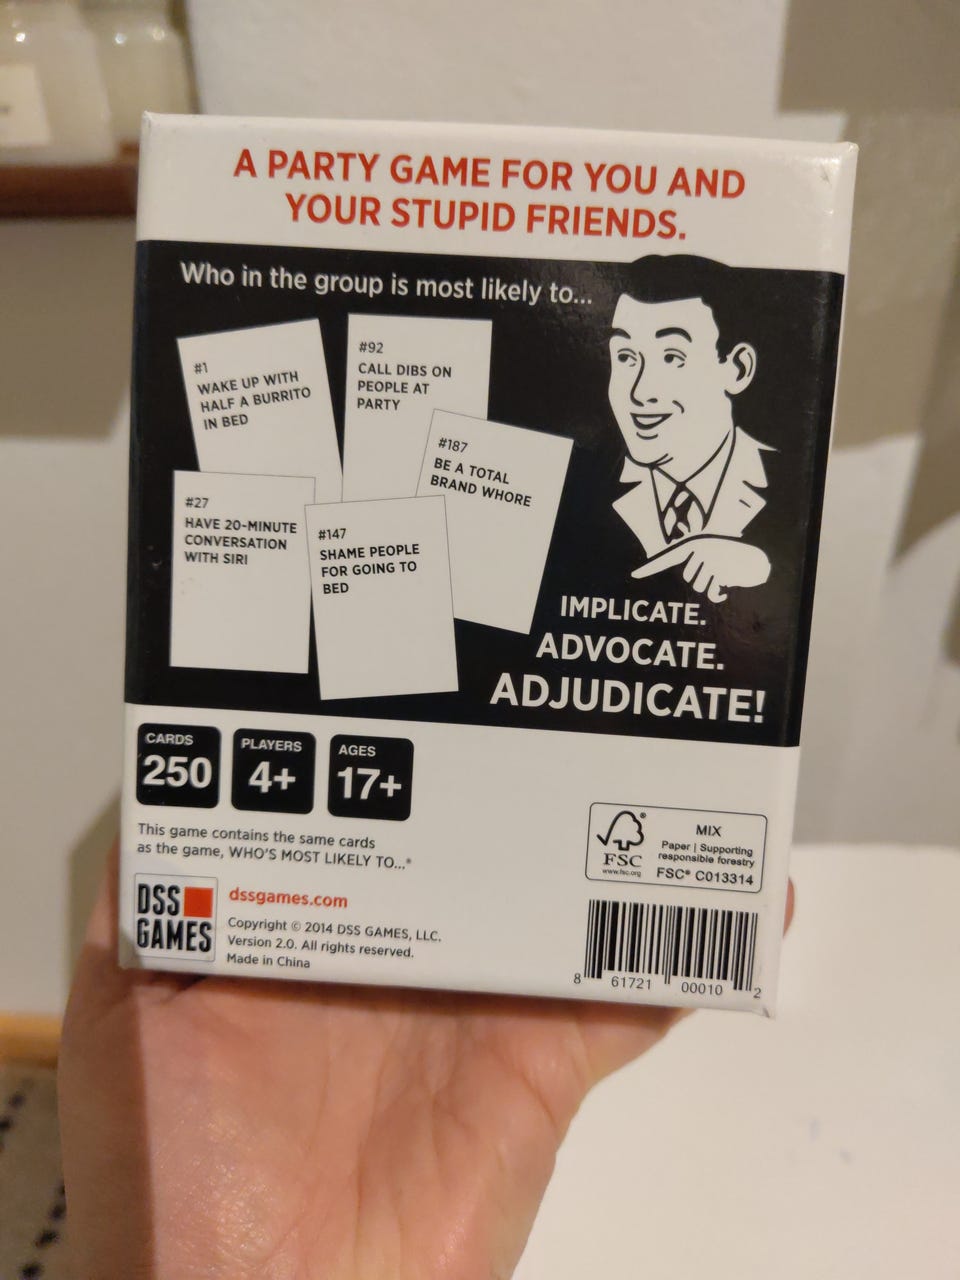 A PARTY GAME FOR YOU AND
YOUR STUPID FRIENDS.
Who in the group is most likely to...
#1
WAKE UP WITH
HALF A BURRITO
IN BED
#92
CALL DIBS ON
PEOPLE AT
PARTY
#187
BE A TOTAL
BRAND WHORE
#27
HAVE 20-MINUTE
CONVERSATION
WITH SIRI
#147
SHAME PEOPLE
FOR GOING TO
BED
IMPLICATE.
ADVOCATE.
ADJUDICATE!
CARDS
250
PLAYERS
4+
AGES
17+
This game contains the same cards
as the game, WHO'S MOST LIKELY TO...®
DSS
GAMES
dssgames.com
Copyright © 2014 DSS GAMES, LLC.
Version 2.0. All rights reserved.
Made in China
FSC
www.fsc.org
MIX
Paper | Supporting
responsible forestry
FSC® C013314
8 61721 00010 2